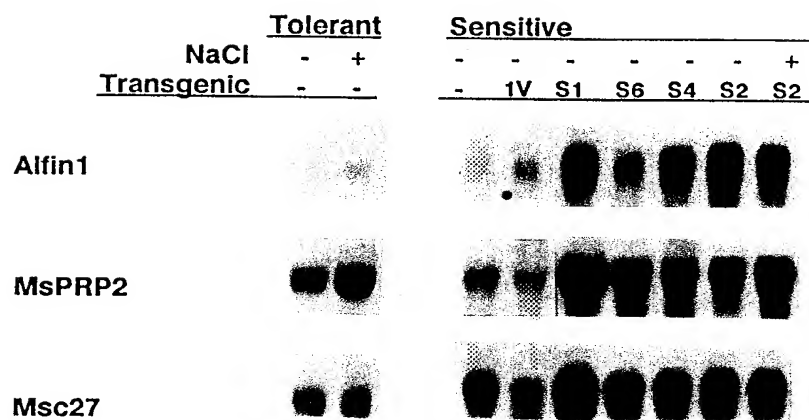 Tolerant Sensitive
NaCl - + - - - - - - +
Transgenic - - - 1V S1 S6 S4 S2 S2
Alfin1
MsPRP2
Msc27